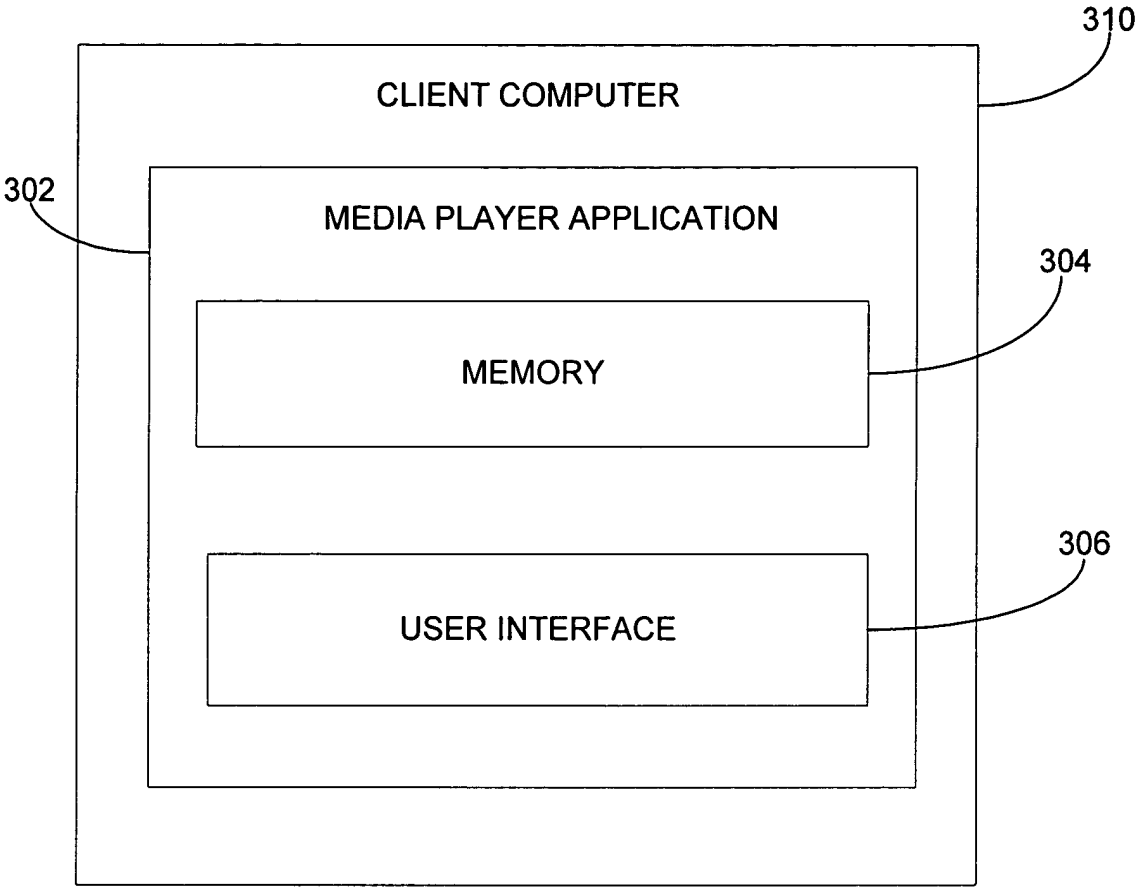 310
CLIENT COMPUTER
302
MEDIA PLAYER APPLICATION
304
MEMORY
306
USER INTERFACE